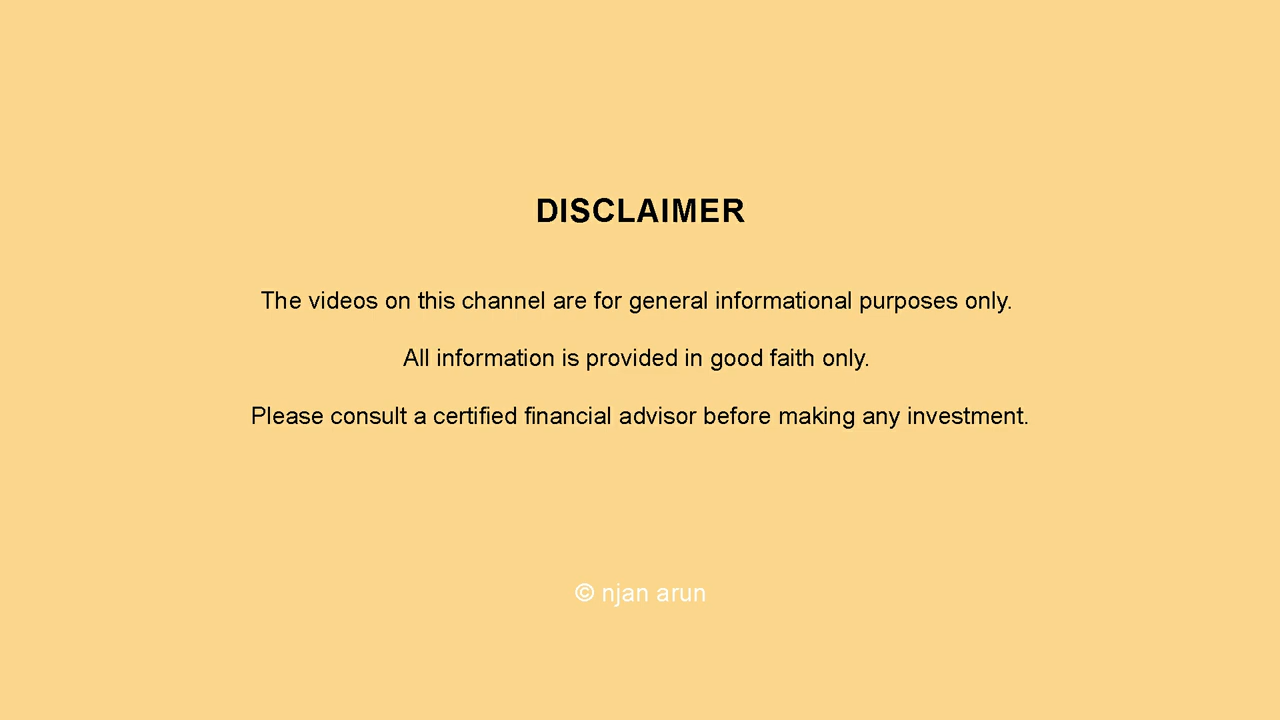 DISCLAIMER
The videos on this channel are for general informational purposes only.
All information is provided in good faith only.
Please consult a certified financial advisor before making any investment.
© njan arun